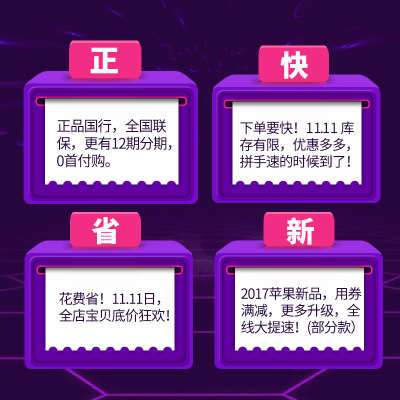 正
正品国行，全国联
保，更有12期分期，
0首付购。
快
下单要快！11.11 库
存有限，优惠多多，
拼手速的时候到了！
省
花费省！11.11日，
全店宝贝底价狂欢！
新
2017苹果新品，用券
满减，更多升级，全
线大提速！(部分款）